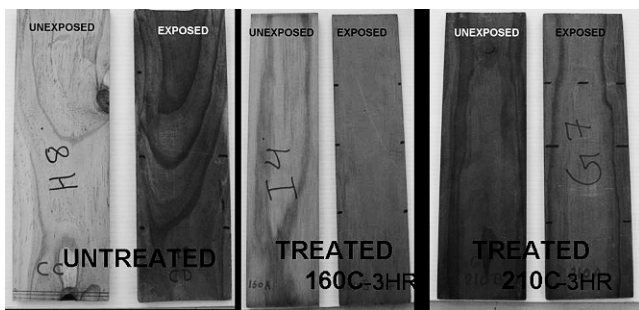 UNEXPOSED
EXPOSED
H8
CC
CD
UNTREATED
UNEXPOSED
EXPOSED
I4
160A
TREATED
160C-3HR
UNEXPOSED
EXPOSED
G7
TREATED
210C-3HR